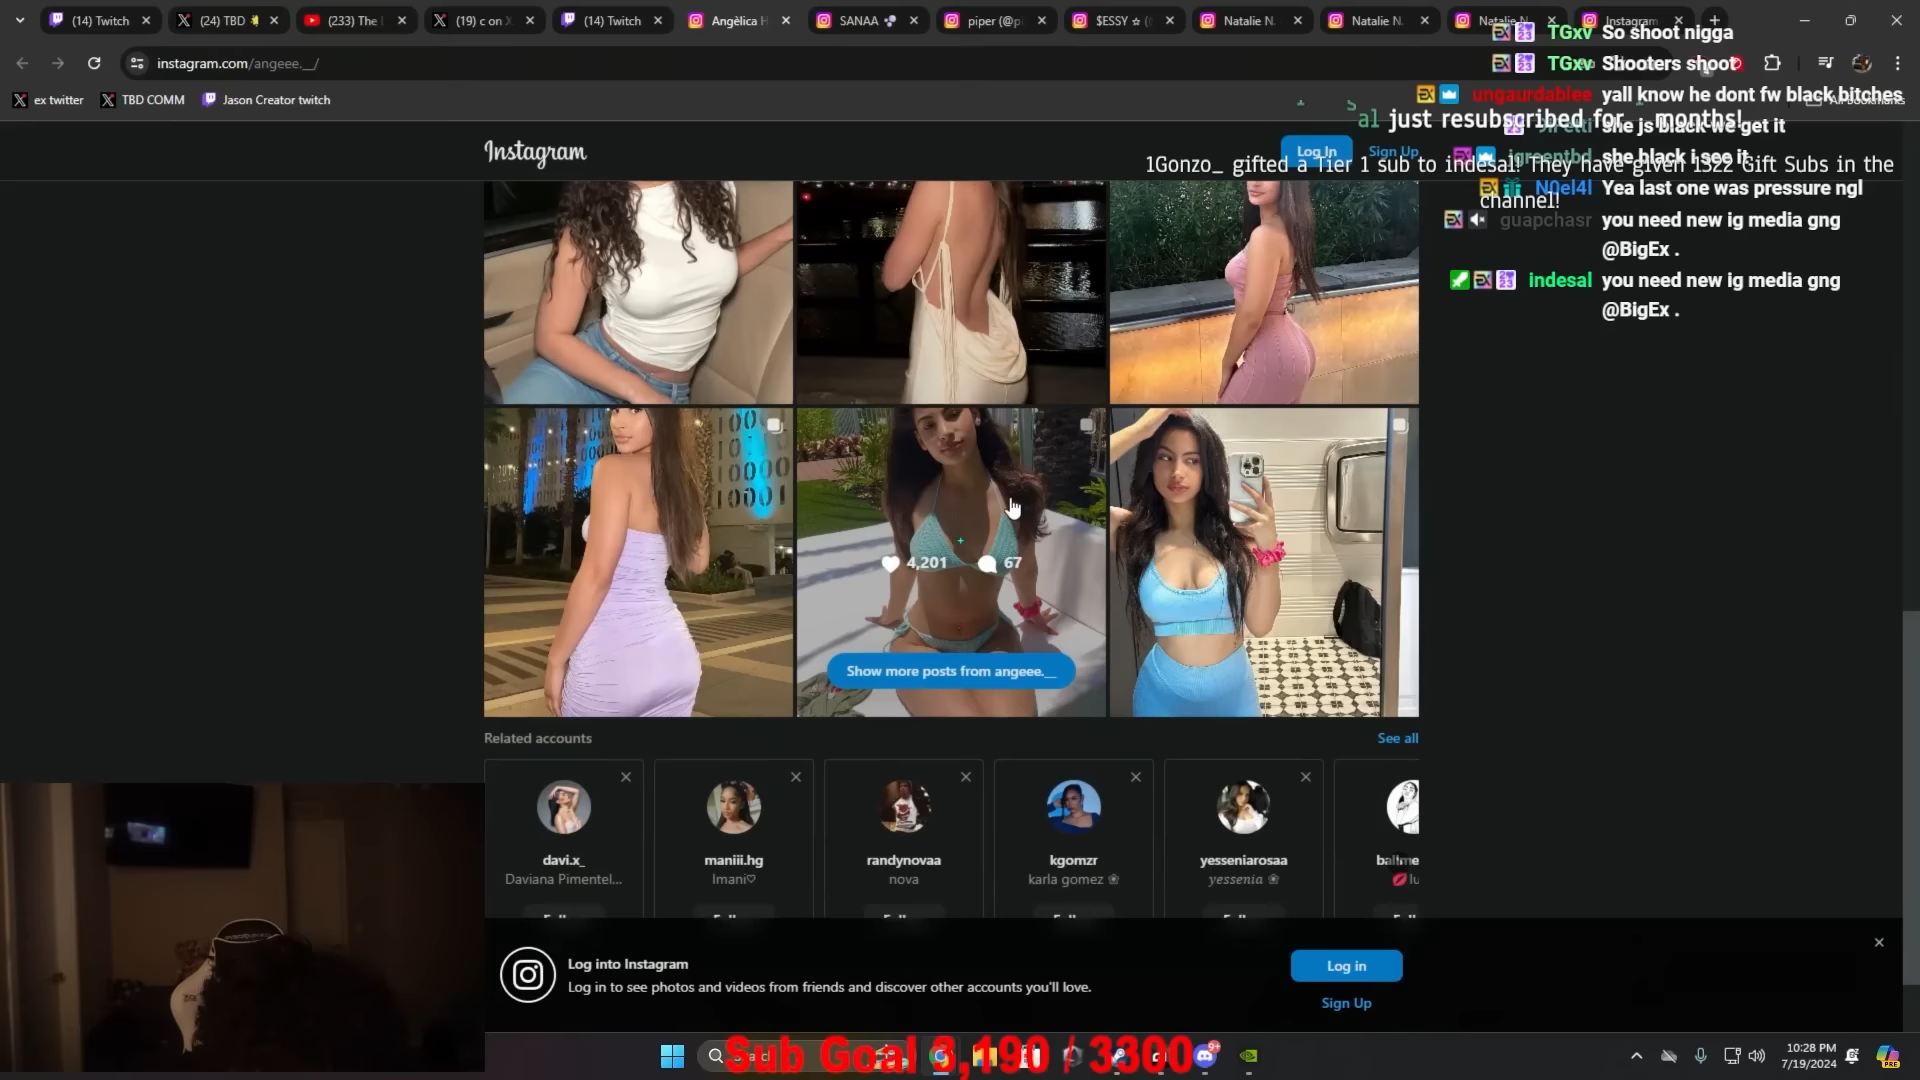 (14) Twitch
(24) TBD
(233) The
(19) c on X
(14) Twitch
Angèlica H
SANAA
piper (@p
$ESSY ☆ (
Natalie N.
Natalie N.
Natalie N.
Instagram
instagram.com/angeee.__/
ex twitter
TBD COMM
Jason Creator twitch
TGxv So shoot nigga
TGxv Shooters shoot
ungaurdablee yall know he dont fw black bitches
al just resubscribed for months!
she js black we get it
igreentbd she black i see it
1Gonzo_ gifted a Tier 1 sub to indesal! They have given 1322 Gift Subs in the
channel!
N0el4l Yea last one was pressure ngl
guapchasr you need new ig media gng
@BigEx .
indesal you need new ig media gng
@BigEx .
Instagram
Log In
Sign Up
4,201 67
Show more posts from angeee.__
Related accounts
See all
davi.x_
Daviana Pimentel...
maniii.hg
Imani♡
randynovaa
nova
kgomzr
karla gomez ❀
yesseniarosaa
yessenia ❀
Log into Instagram
Log in to see photos and videos from friends and discover other accounts you'll love.
Log in
Sign Up
Sub Goal 3,190 / 3300
10:28 PM
7/19/2024